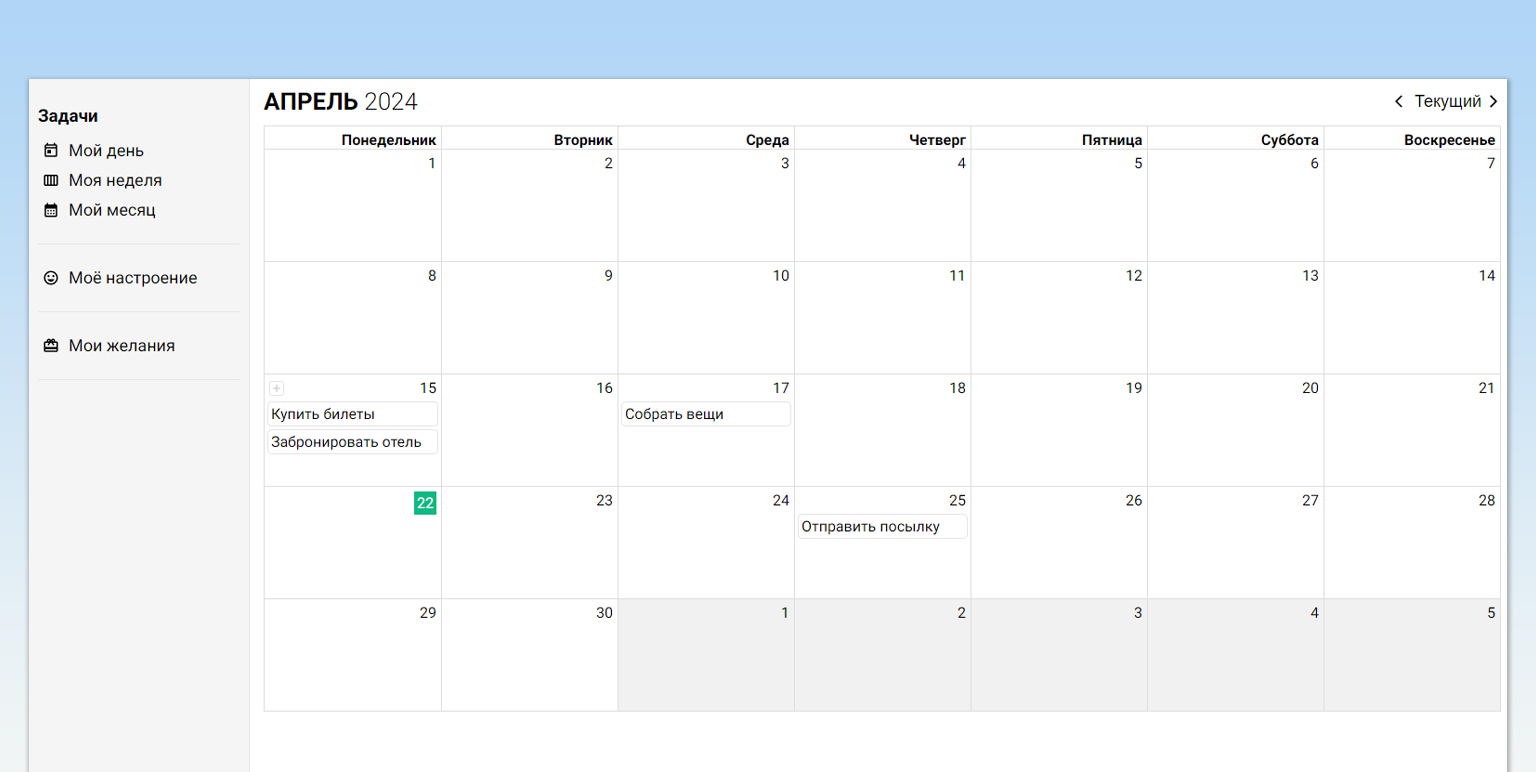 Задачи
Мой день
Моя неделя
Мой месяц
Моё настроение
Мои желания
АПРЕЛЬ 2024
Текущий
Понедельник Вторник Среда Четверг Пятница Суббота Воскресенье
1 2 3 4 5 6 7
8 9 10 11 12 13 14
15 16 17 18 19 20 21
Купить билеты Собрать вещи
Забронировать отель
22 23 24 25 26 27 28
Отправить посылку
29 30 1 2 3 4 5